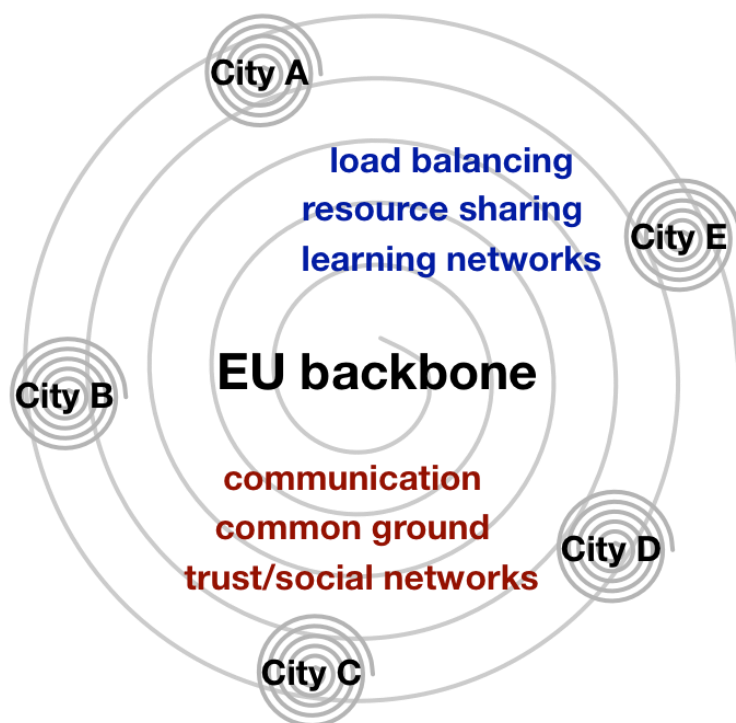 City A
load balancing
resource sharing
City E
learning networks
EU backbone
City B
communication
common ground
City D
trust/social networks
City C